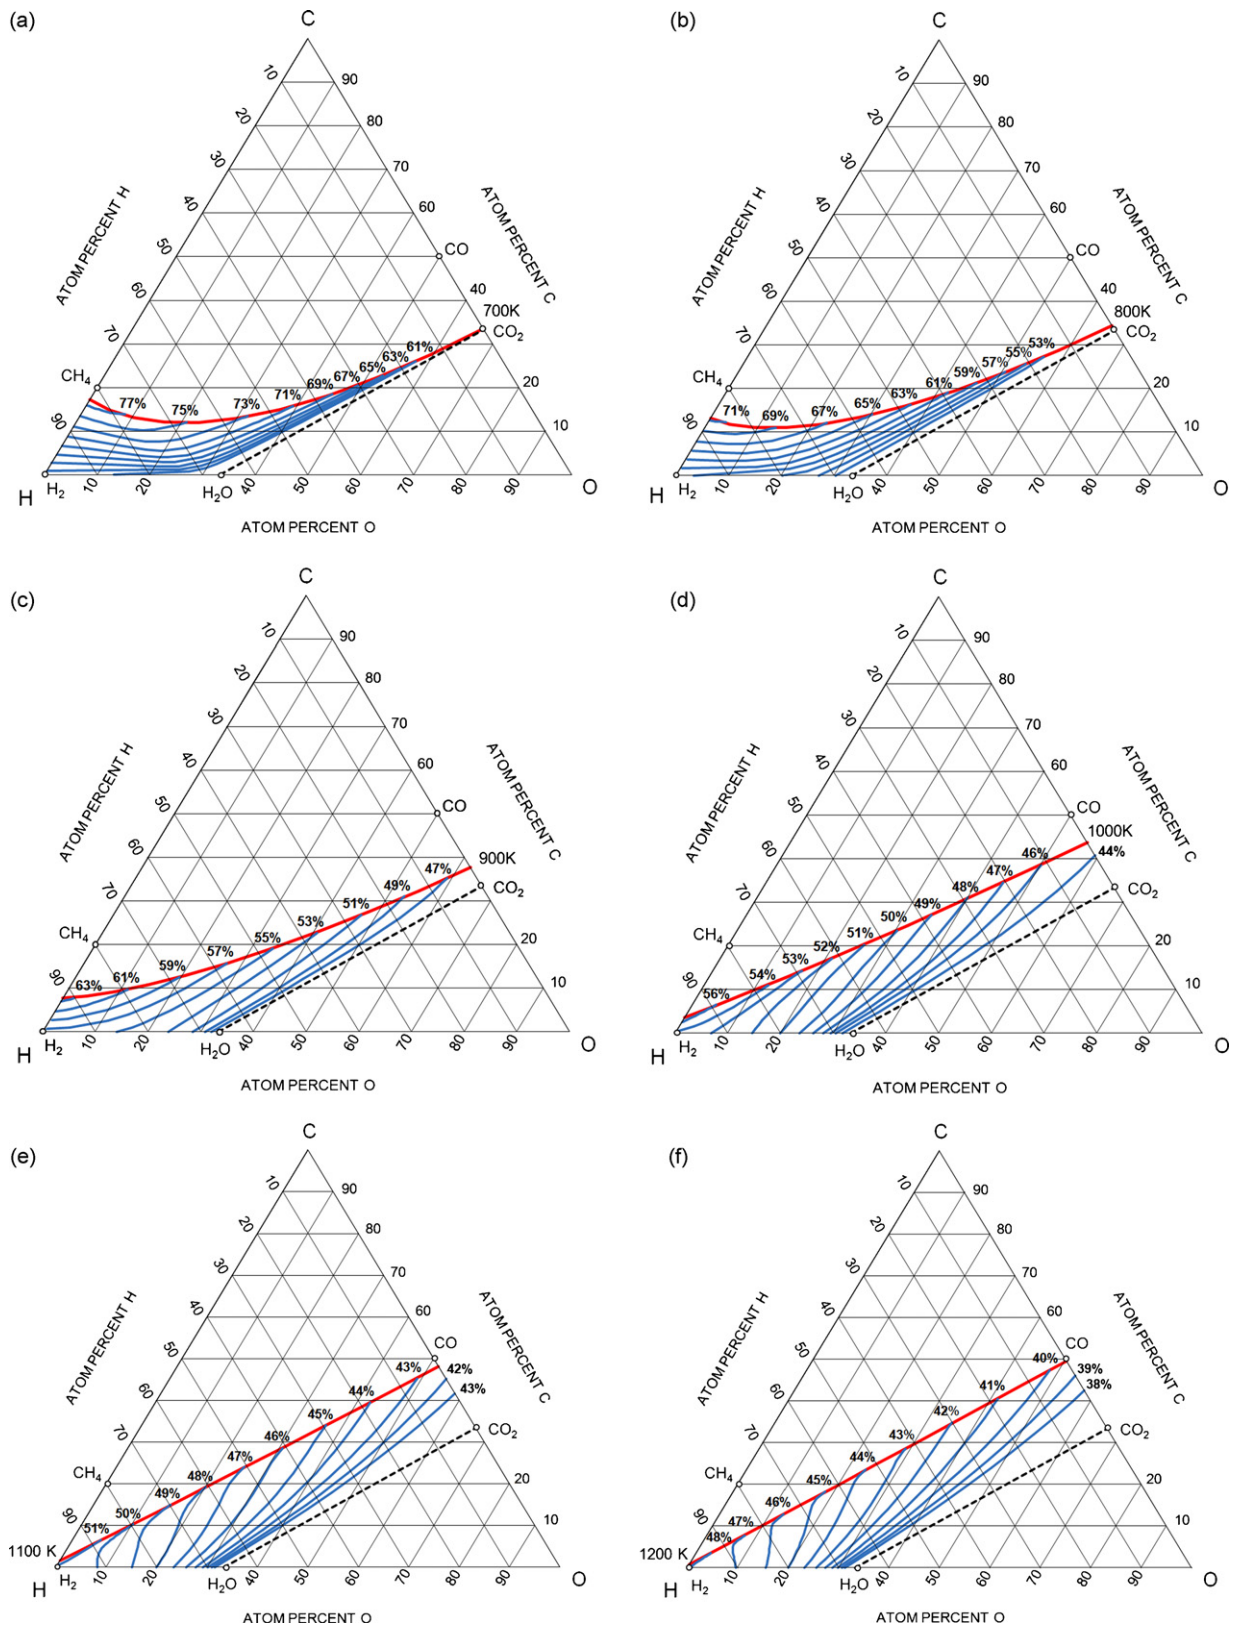 (a)
C
10
90
20
80
30
70
ATOM PERCENT H
40
60
ATOM PERCENT C
50
CO
60
40
700K
70
CO₂
61%
63%
65%
67%
69%
71%
73%
75%
77%
CH₄
20
90
10
H
H₂
10
20
H₂O
40
50
60
70
80
90
O
ATOM PERCENT O
(b)
C
10
90
20
80
30
70
ATOM PERCENT H
40
60
ATOM PERCENT C
50
CO
60
40
800K
70
CO₂
53%
55%
57%
59%
61%
63%
65%
67%
69%
71%
CH₄
20
90
10
H
H₂
10
20
H₂O
40
50
60
70
80
90
O
ATOM PERCENT O
(c)
C
10
90
20
80
30
70
ATOM PERCENT H
40
60
ATOM PERCENT C
50
CO
60
900K
70
CO₂
47%
49%
51%
53%
55%
57%
59%
61%
63%
CH₄
20
90
10
H
H₂
10
20
H₂O
40
50
60
70
80
90
O
ATOM PERCENT O
(d)
C
10
90
20
80
30
70
ATOM PERCENT H
40
60
ATOM PERCENT C
50
CO
60
1000K
44%
70
CO₂
46%
47%
48%
49%
50%
51%
52%
53%
54%
56%
CH₄
20
90
10
H
H₂
10
20
H₂O
40
50
60
70
80
90
O
ATOM PERCENT O
(e)
C
10
90
20
80
30
70
ATOM PERCENT H
40
60
ATOM PERCENT C
50
CO
43%
42%
43%
60
44%
45%
46%
47%
48%
49%
50%
51%
70
CO₂
CH₄
20
90
10
1100 K
H
H₂
10
20
H₂O
40
50
60
70
80
90
O
ATOM PERCENT O
(f)
C
10
90
20
80
30
70
ATOM PERCENT H
40
60
ATOM PERCENT C
50
CO
40%
39%
38%
60
41%
42%
43%
44%
45%
46%
47%
48%
70
CO₂
CH₄
20
90
10
1200 K
H
H₂
10
20
H₂O
40
50
60
70
80
90
O
ATOM PERCENT O